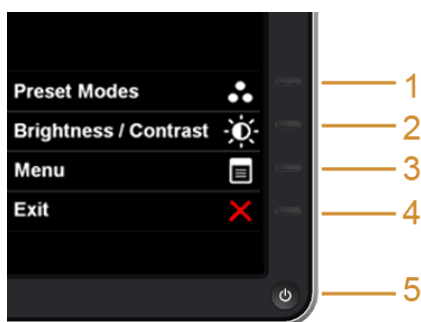 Preset Modes 1
Brightness / Contrast 2
Menu 3
Exit 4
5